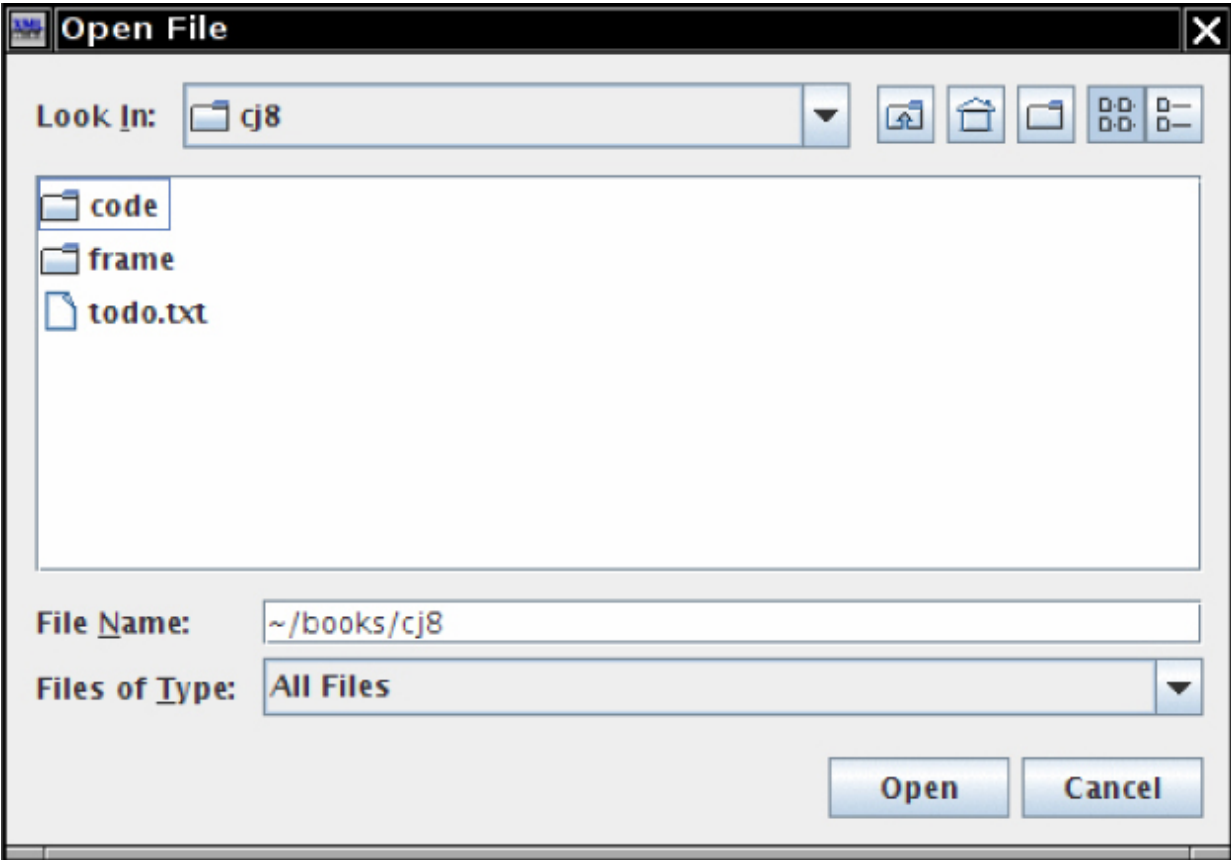 Open File
Look In: cj8
code
frame
todo.txt
File Name: ~/books/cj8
Files of Type: All Files
Open Cancel